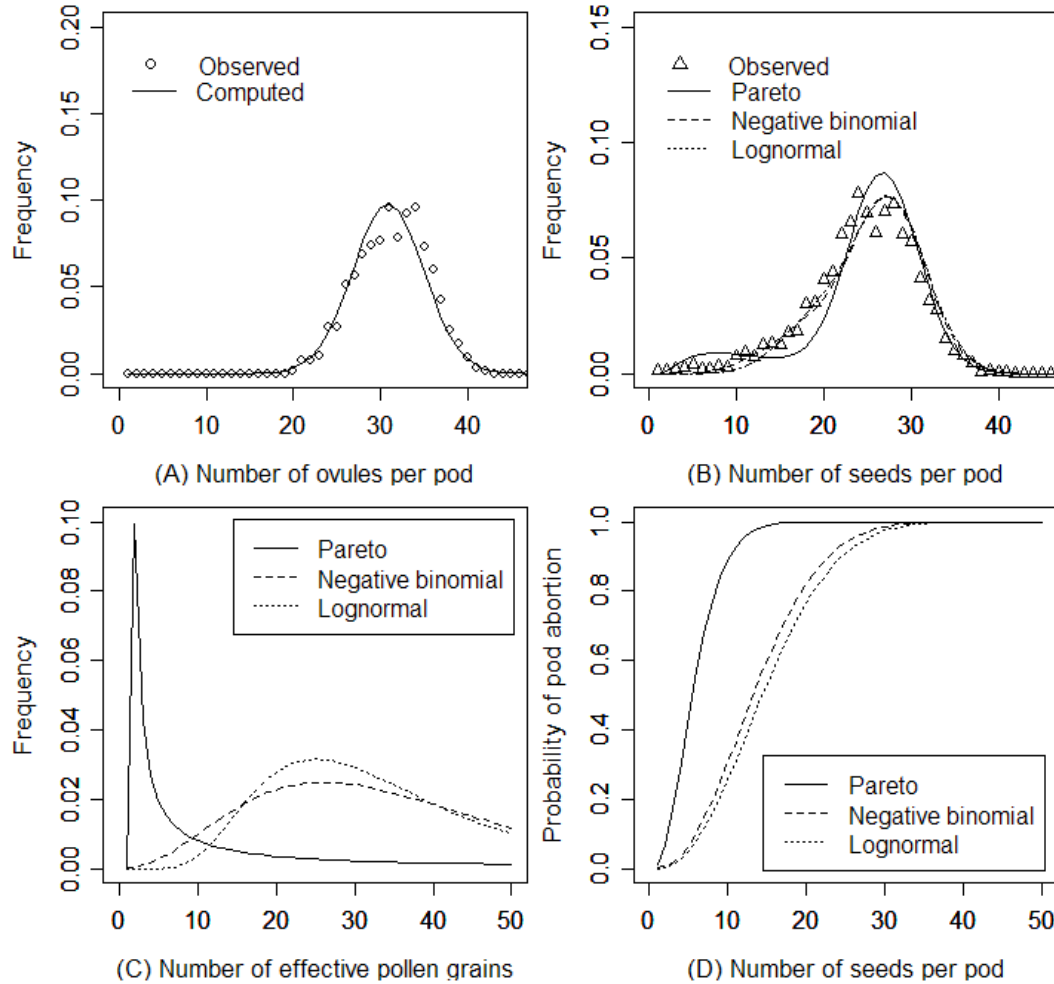 Frequency
0.00 0.05 0.10 0.15 0.20
Observed
Computed
0 10 20 30 40
(A) Number of ovules per pod
Frequency
0.00 0.05 0.10 0.15
Observed
Pareto
Negative binomial
Lognormal
0 10 20 30 40
(B) Number of seeds per pod
Frequency
0.00 0.02 0.04 0.06 0.08 0.10
Pareto
Negative binomial
Lognormal
0 10 20 30 40 50
(C) Number of effective pollen grains
Probability of pod abortion
0.0 0.2 0.4 0.6 0.8 1.0
Pareto
Negative binomial
Lognormal
0 10 20 30 40 50
(D) Number of seeds per pod